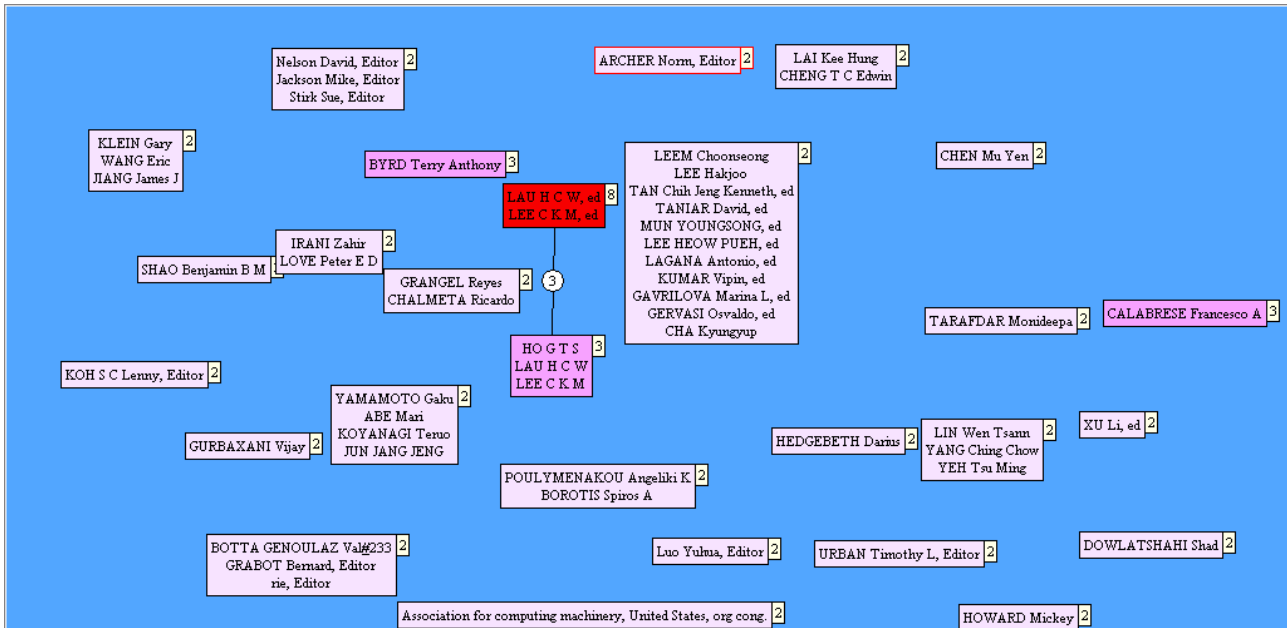 Nelson David, Editor 2
Jackson Mike, Editor
Stirk Sue, Editor
ARCHER Norm, Editor 2
LAI Kee Hung 2
CHENG T C Edwin
KLEIN Gary 2
WANG Eric
JIANG James J
BYRD Terry Anthony 3
LEEM Choonseong 2
LEE Hakjoo
TAN Chih Jeng Kenneth, ed
TANIAR David, ed
MUN YOUNGSONG, ed
LEE HEOW PUEH, ed
LAGANA Antonio, ed
KUMAR Vipin, ed
GAVRILOVA Marina L, ed
GERVASI Osvaldo, ed
CHA Kyungyup
CHEN Mu Yen 2
LAU H C W, ed 8
LEE C K M, ed
IRANI Zahir 2
LOVE Peter E D
SHAO Benjamin B M
GRANGEL Reyes 2
CHALMETA Ricardo
3
HO G T S 3
LAU H C W
LEE C K M
TARAFDAR Monideepa 2
CALABRESE Francesco A 3
KOH S C Lenny, Editor 2
YAMAMOTO Gaku 2
ABE Mari
KOYANAGI Teruo
JUN JANG JENG
GURBAXANI Vijay 2
HEDGEBETH Darius 2
LIN Wen Tsann 2
YANG Ching Chow
YEH Tsu Ming
XU Li, ed 2
POULYMENAKOU Angeliki K 2
BOROTIS Spiros A
BOTTA GENOULAZ Val#233 2
GRABOT Bernard, Editor
rie, Editor
Luo Yuhua, Editor 2
URBAN Timothy L, Editor 2
DOWLATSHAHI Shad 2
Association for computing machinery, United States, org cong. 2
HOWARD Mickey 2